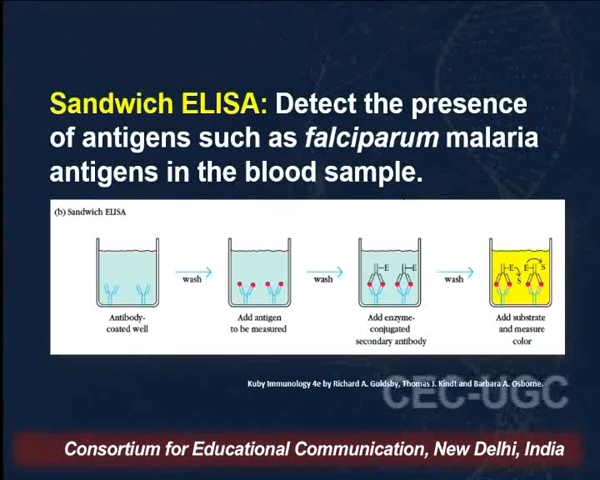 Sandwich ELISA: Detect the presence
of antigens such as falciparum malaria
antigens in the blood sample.
(b) Sandwich ELISA
wash
wash
wash
E
E
E
E
S
S
Antibody-
coated well
Add antigen
to be measured
Add enzyme-
conjugated
secondary antibody
Add substrate
and measure
color
Kuby Immunology 4e by Richard A. Goldsby, Thomas J. Kindt and Barbara A. Osborne.
CEC-UGC
Consortium for Educational Communication, New Delhi, India